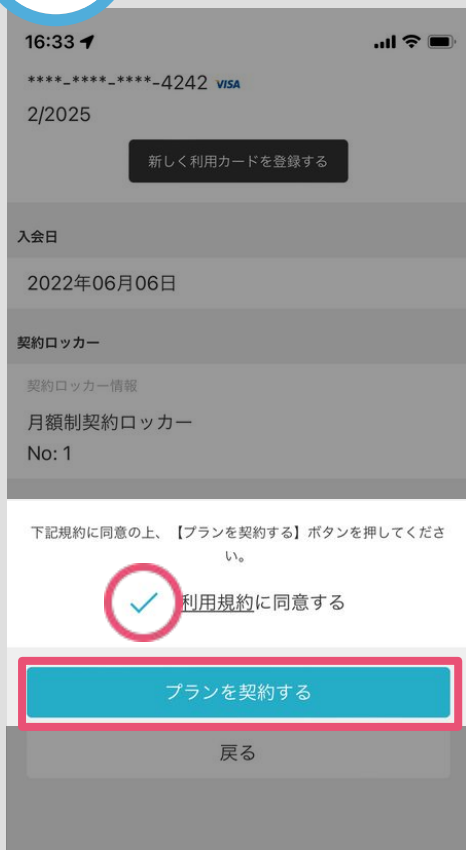 16:33
****-****-****-4242 VISA
2/2025
新しく利用カードを登録する
入会日
2022年06月06日
契約ロッカー
契約ロッカー情報
月額制契約ロッカー
No: 1
下記規約に同意の上、【プランを契約する】ボタンを押してくださ
い。
利用規約に同意する
プランを契約する
戻る